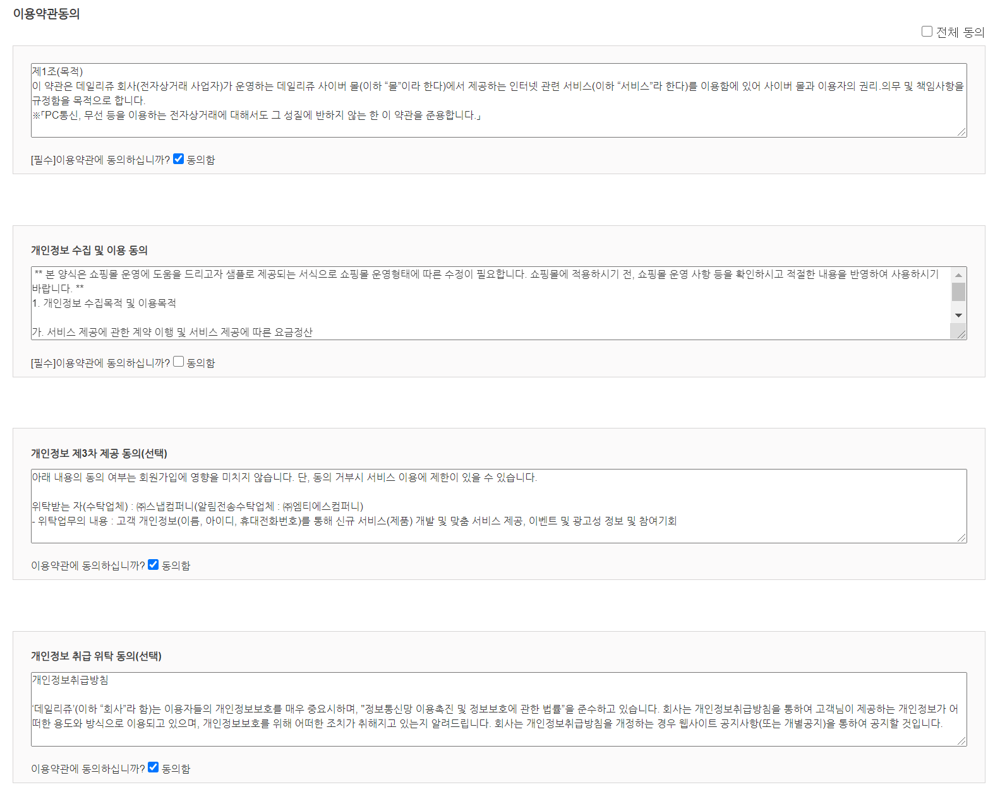 이용약관동의
전체 동의
제1조(목적)
이 약관은 데일리쥬 회사(전자상거래 사업자)가 운영하는 데일리쥬 사이버 몰(이하 “몰”이라 한다)에서 제공하는 인터넷 관련 서비스(이하 “서비스”라 한다)를 이용함에 있어 사이버 몰과 이용자의 권리.의무 및 책임사항을
규정함을 목적으로 합니다.
※「PC통신, 무선 등을 이용하는 전자상거래에 대해서도 그 성질에 반하지 않는 한 이 약관을 준용합니다.」
[필수]이용약관에 동의하십니까? 동의함
개인정보 수집 및 이용 동의
** 본 양식은 쇼핑몰 운영에 도움을 드리고자 샘플로 제공되는 서식으로 쇼핑몰 운영형태에 따른 수정이 필요합니다. 쇼핑몰에 적용하시기 전, 쇼핑몰 운영 사항 등을 확인하시고 적절한 내용을 반영하여 사용하시기
바랍니다. **
1. 개인정보 수집목적 및 이용목적
가. 서비스 제공에 관한 계약 이행 및 서비스 제공에 따른 요금정산
[필수]이용약관에 동의하십니까? 동의함
개인정보 제3차 제공 동의(선택)
아래 내용의 동의 여부는 회원가입에 영향을 미치지 않습니다. 단, 동의 거부시 서비스 이용에 제한이 있을 수 있습니다.
위탁받는 자(수탁업체) : ㈜스냅컴퍼니(알림전송수탁업체 : ㈜엠티에스컴퍼니)
- 위탁업무의 내용 : 고객 개인정보(이름, 아이디, 휴대전화번호)를 통해 신규 서비스(제품) 개발 및 맞춤 서비스 제공, 이벤트 및 광고성 정보 및 참여기회
이용약관에 동의하십니까? 동의함
개인정보 취급 위탁 동의(선택)
개인정보취급방침
‘데일리쥬’(이하 “회사”라 함)는 이용자들의 개인정보보호를 매우 중요시하며, "정보통신망 이용촉진 및 정보보호에 관한 법률”을 준수하고 있습니다. 회사는 개인정보취급방침을 통하여 고객님이 제공하는 개인정보가 어
떠한 용도와 방식으로 이용되고 있으며, 개인정보보호를 위해 어떠한 조치가 취해지고 있는지 알려드립니다. 회사는 개인정보취급방침을 개정하는 경우 웹사이트 공지사항(또는 개별공지)을 통하여 공지할 것입니다.
이용약관에 동의하십니까? 동의함